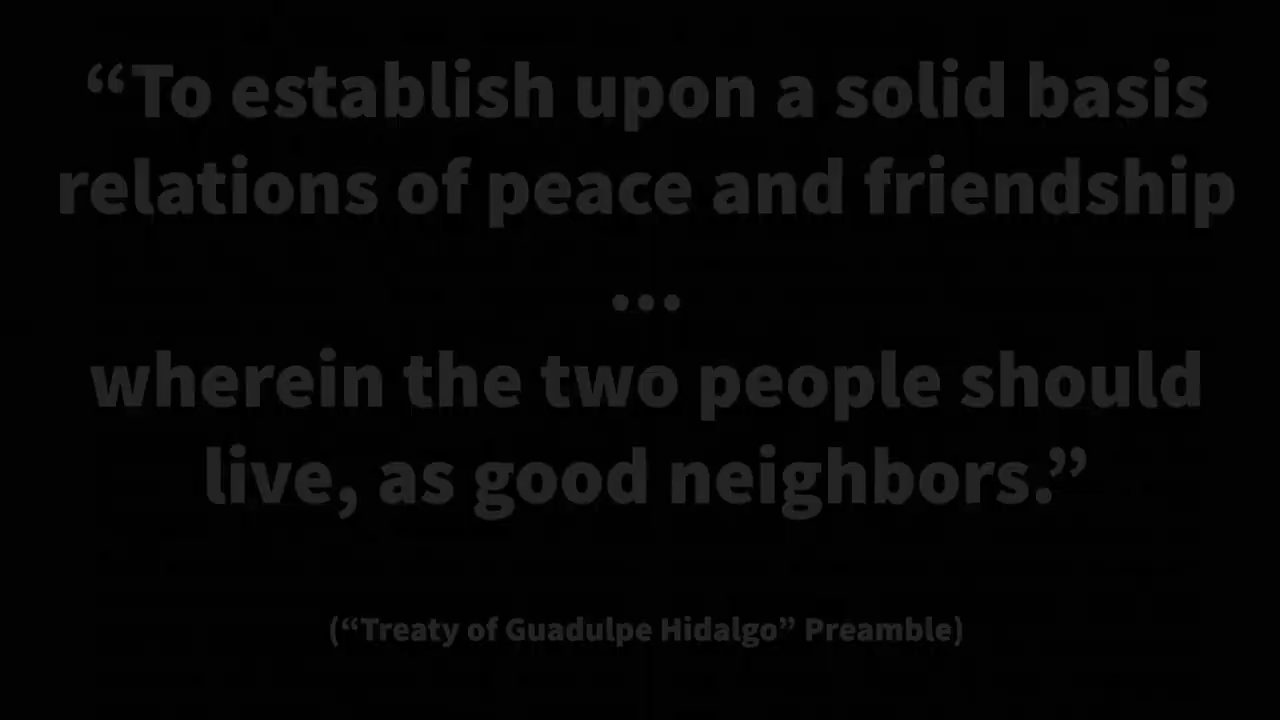 “To establish upon a solid basis
relations of peace and friendship
...
wherein the two people should
live, as good neighbors.”
(“Treaty of Guadulpe Hidalgo” Preamble)